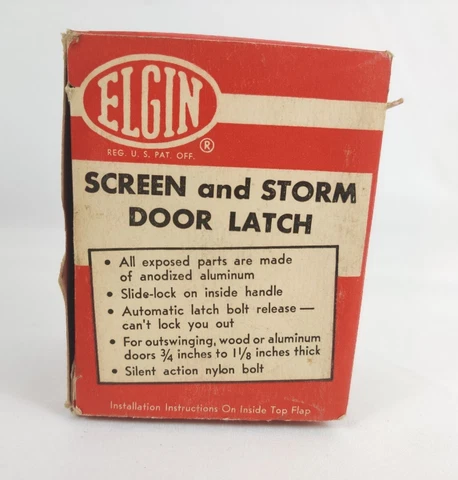 ELGIN ®
REG. U. S. PAT. OFF.
SCREEN and STORM
DOOR LATCH
• All exposed parts are made
of anodized aluminum
• Slide-lock on inside handle
• Automatic latch bolt release —
can't lock you out
• For outswinging, wood or aluminum
doors 3/4 inches to 1 1/8 inches thick
• Silent action nylon bolt
Installation Instructions On Inside Top Flap